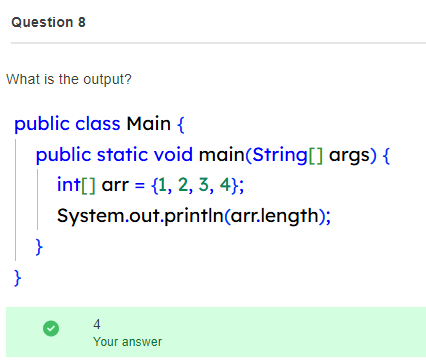 Question 8
What is the output?
public class Main {
public static void main(String[] args) {
int[] arr = {1, 2, 3, 4};
System.out.println(arr.length);
}
}
4
Your answer